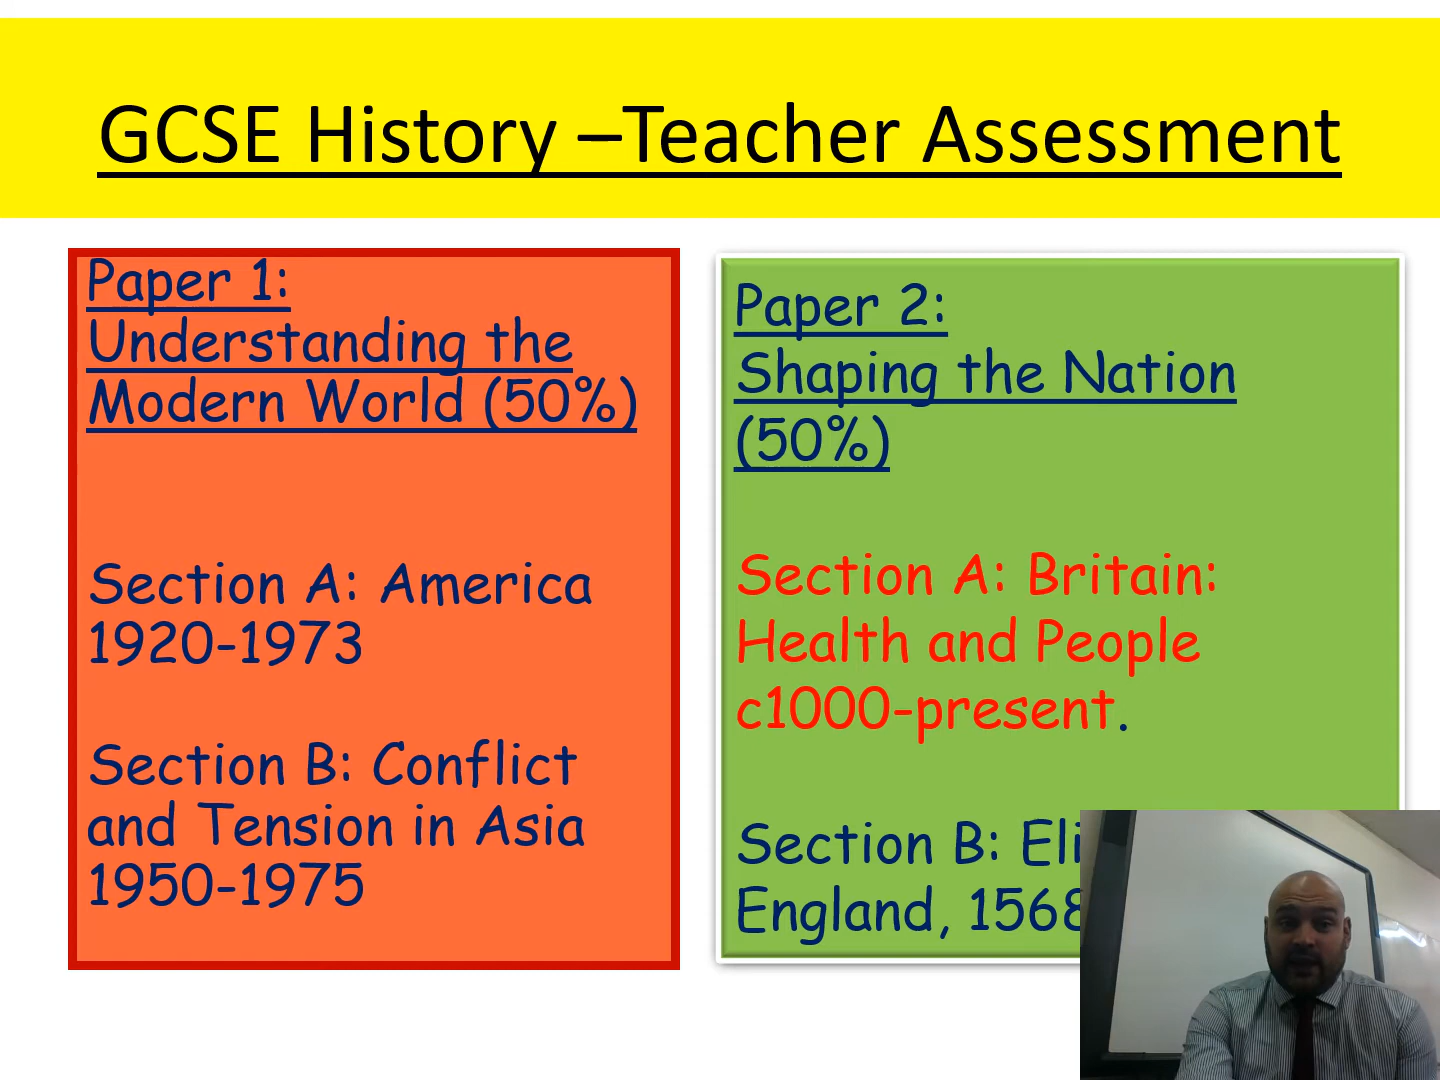 GCSE History –Teacher Assessment
Paper 1:
Understanding the
Modern World (50%)
Section A: America
1920-1973
Section B: Conflict
and Tension in Asia
1950-1975
Paper 2:
Shaping the Nation
(50%)
Section A: Britain:
Health and People
c1000-present.
Section B:
England, 1568